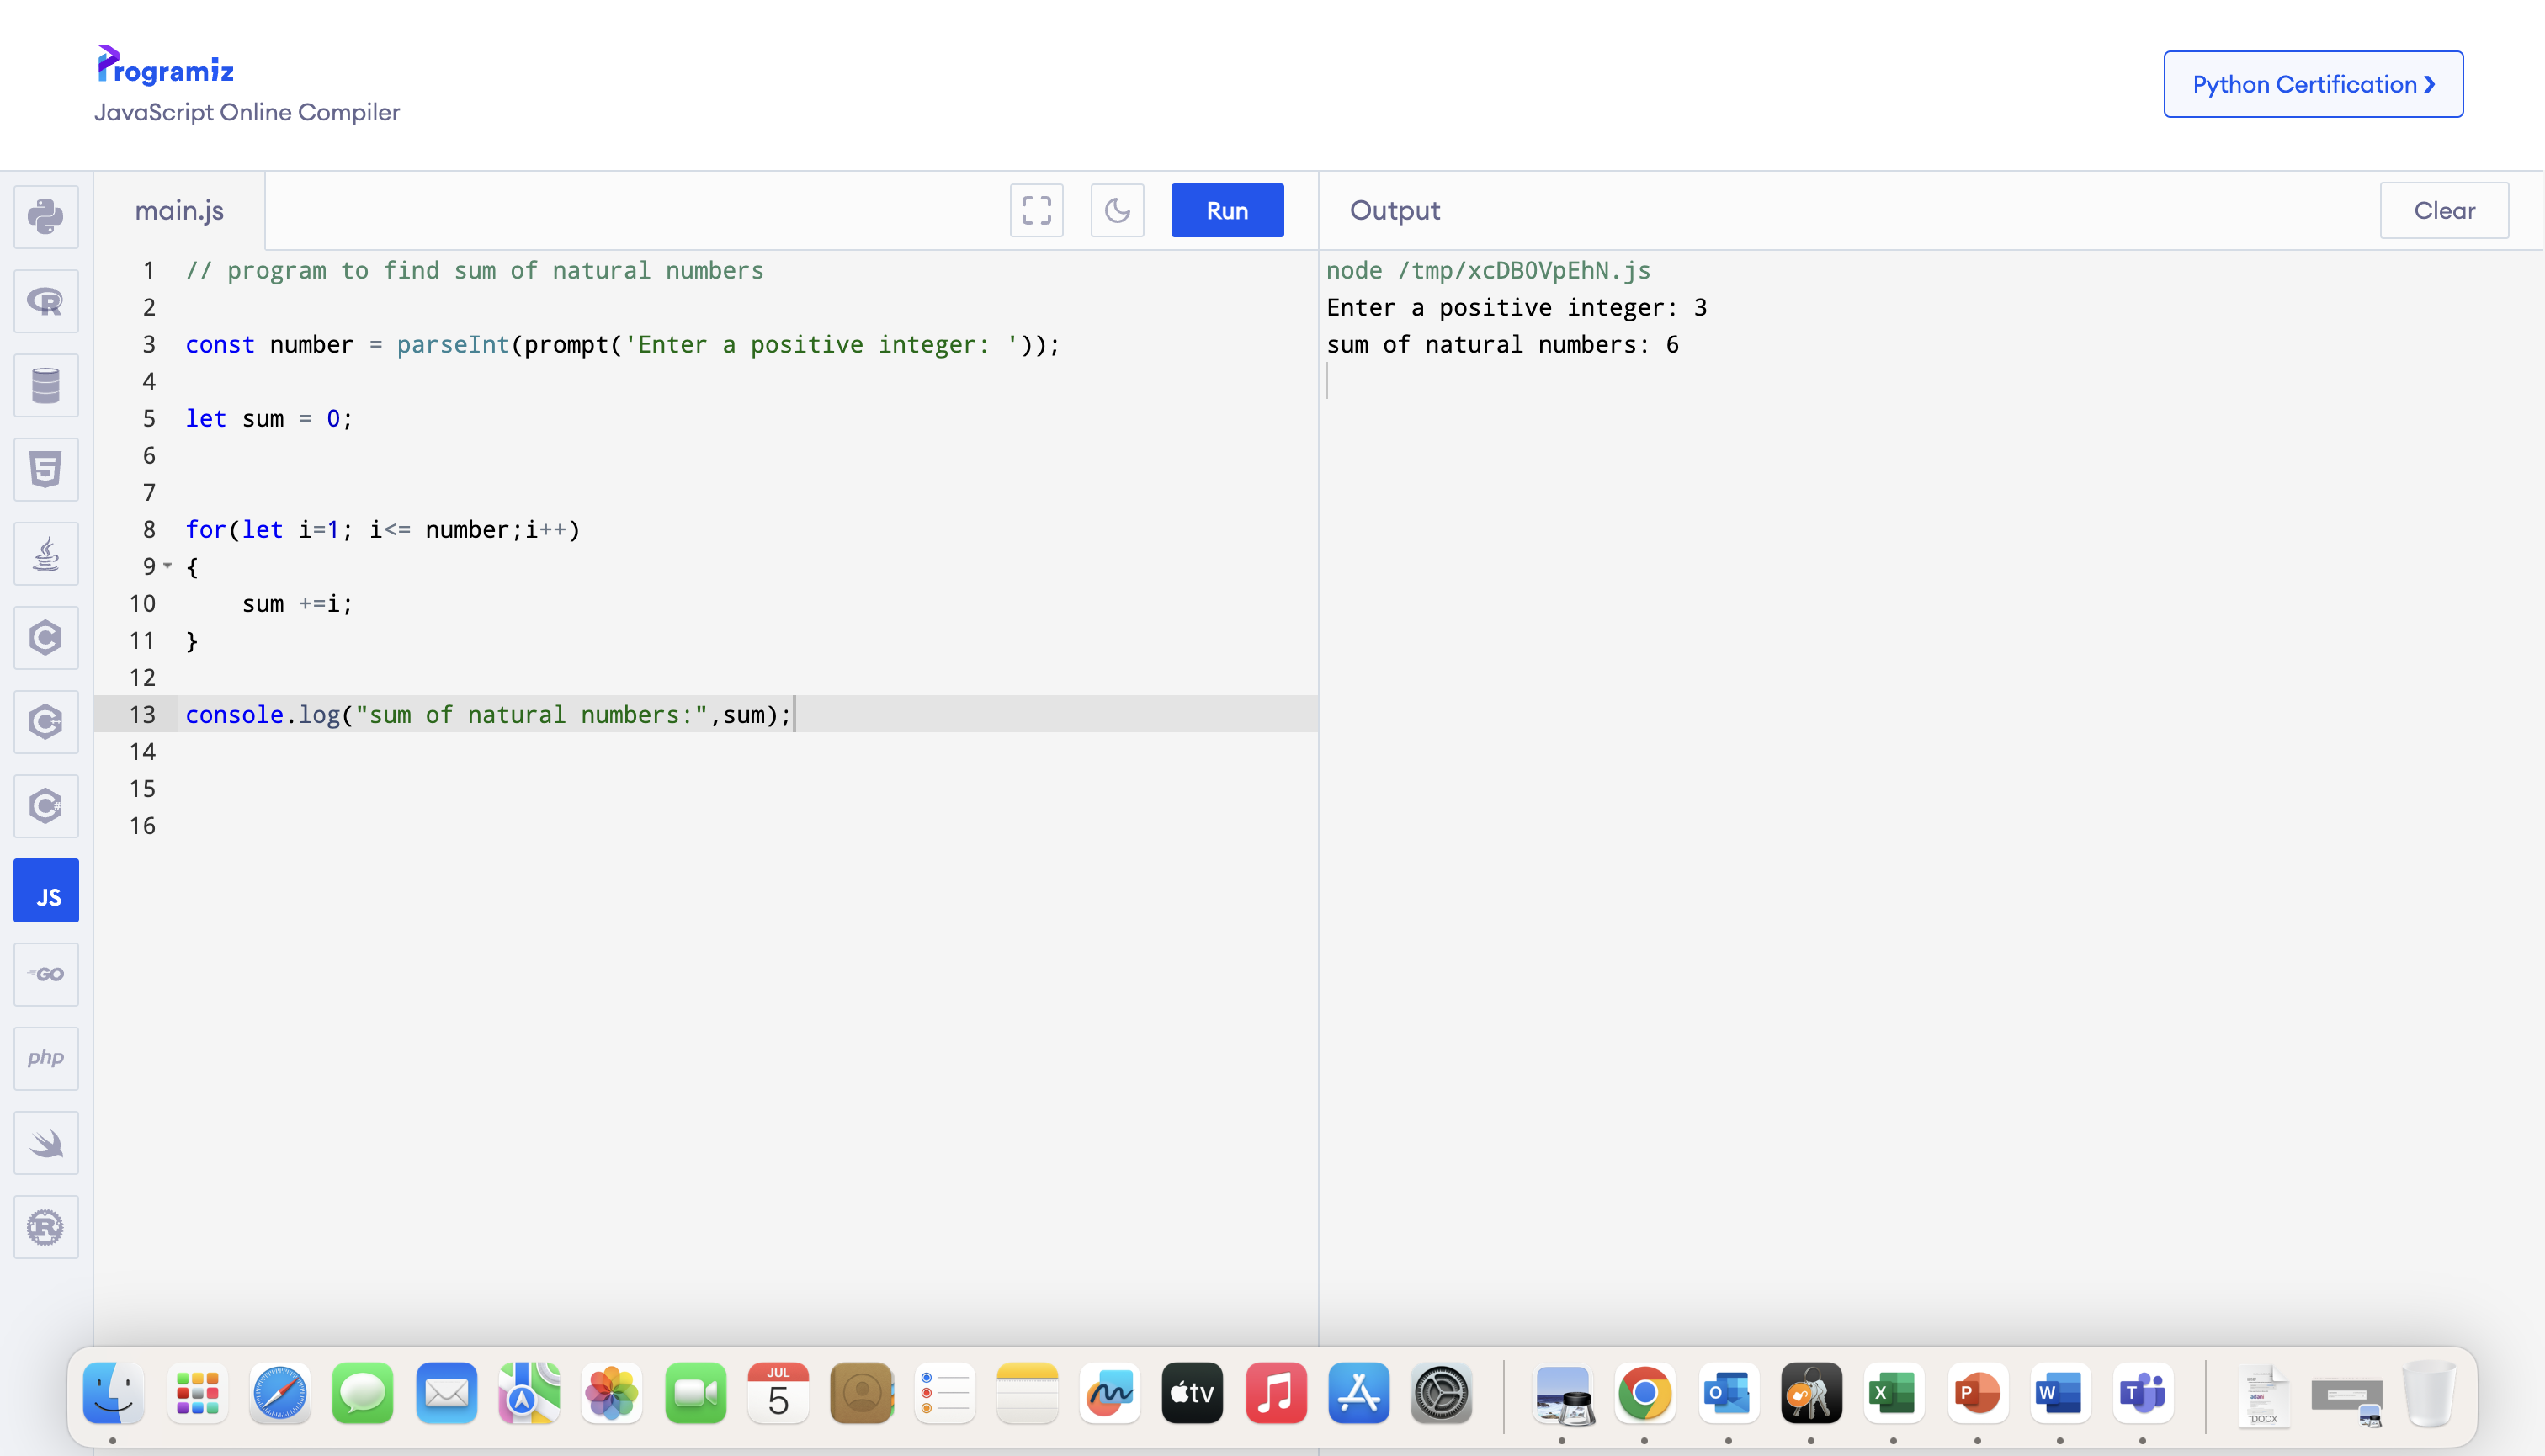 Programiz
JavaScript Online Compiler
Python Certification ❯
main.js
Run
Output
Clear
1 // program to find sum of natural numbers
2
3 const number = parseInt(prompt('Enter a positive integer: '));
4
5 let sum = 0;
6
7
8 for(let i=1; i<= number;i++)
9 {
10     sum +=i;
11 }
12
13 console.log("sum of natural numbers:",sum);
14
15
16
node /tmp/xcDB0VpEhN.js
Enter a positive integer: 3
sum of natural numbers: 6
R
5
C
C++
C#
JS
GO
php
R
JUL
5
tv
O
X
P
W
T
DOCX